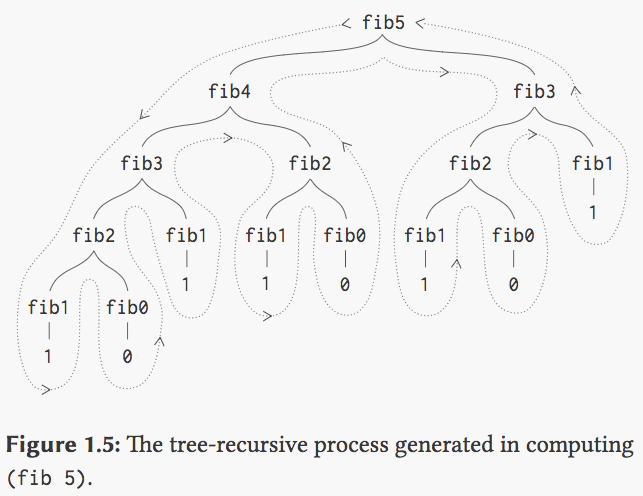 fib5
fib4 fib3
fib3 fib2 fib2 fib1
1
fib2 fib1 fib1 fib0 fib1 fib0
1 1 0 1 0
fib1 fib0
1 0
Figure 1.5: The tree-recursive process generated in computing
(fib 5).